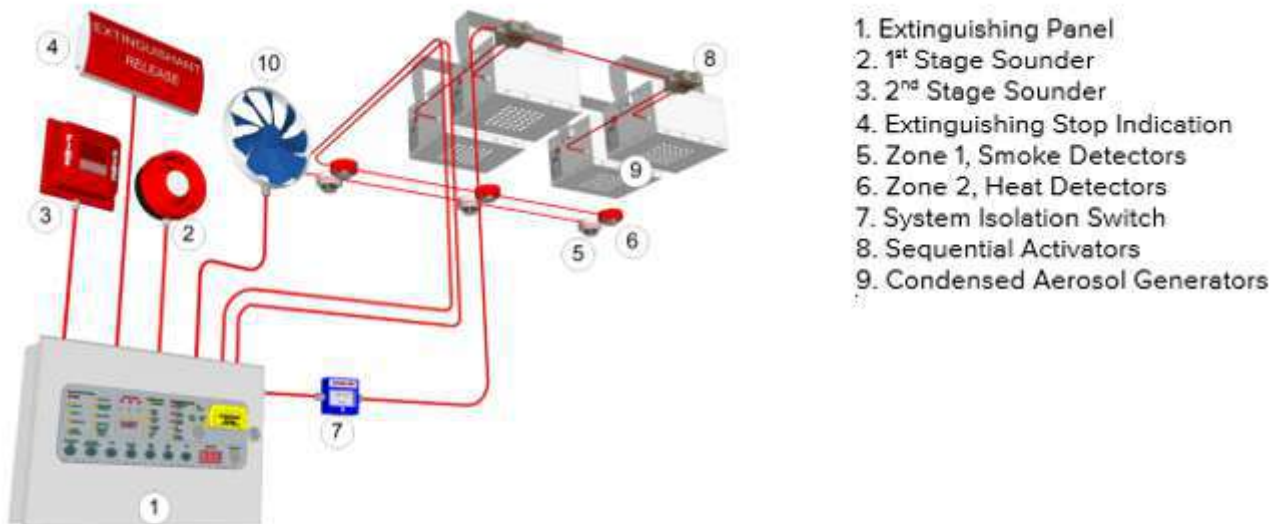 EXTINGUISHANT
RELEASE
4
10
8
3
2
9
5
6
7
1
1. Extinguishing Panel
2. 1st Stage Sounder
3. 2nd Stage Sounder
4. Extinguishing Stop Indication
5. Zone 1, Smoke Detectors
6. Zone 2, Heat Detectors
7. System Isolation Switch
8. Sequential Activators
9. Condensed Aerosol Generators